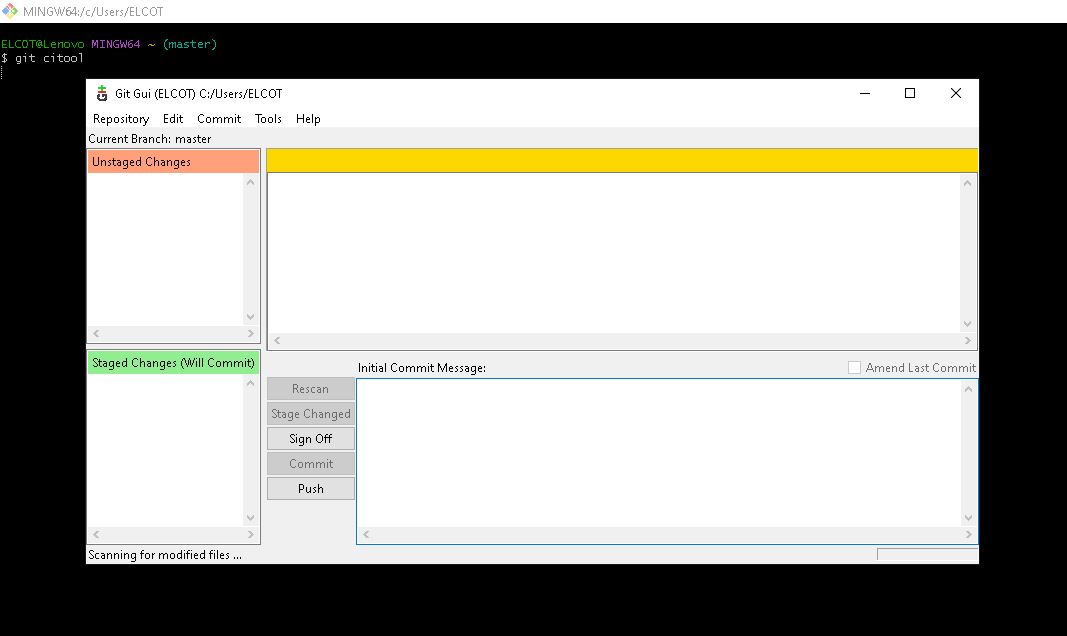 MINGW64:/c/Users/ELCOT
ELCOT@Lenovo MINGW64 ~ (master)
$ git citool
Git Gui (ELCOT) C:/Users/ELCOT
Repository Edit Commit Tools Help
Current Branch: master
Unstaged Changes
Staged Changes (Will Commit)
Initial Commit Message:
Amend Last Commit
Rescan
Stage Changed
Sign Off
Commit
Push
Scanning for modified files ...